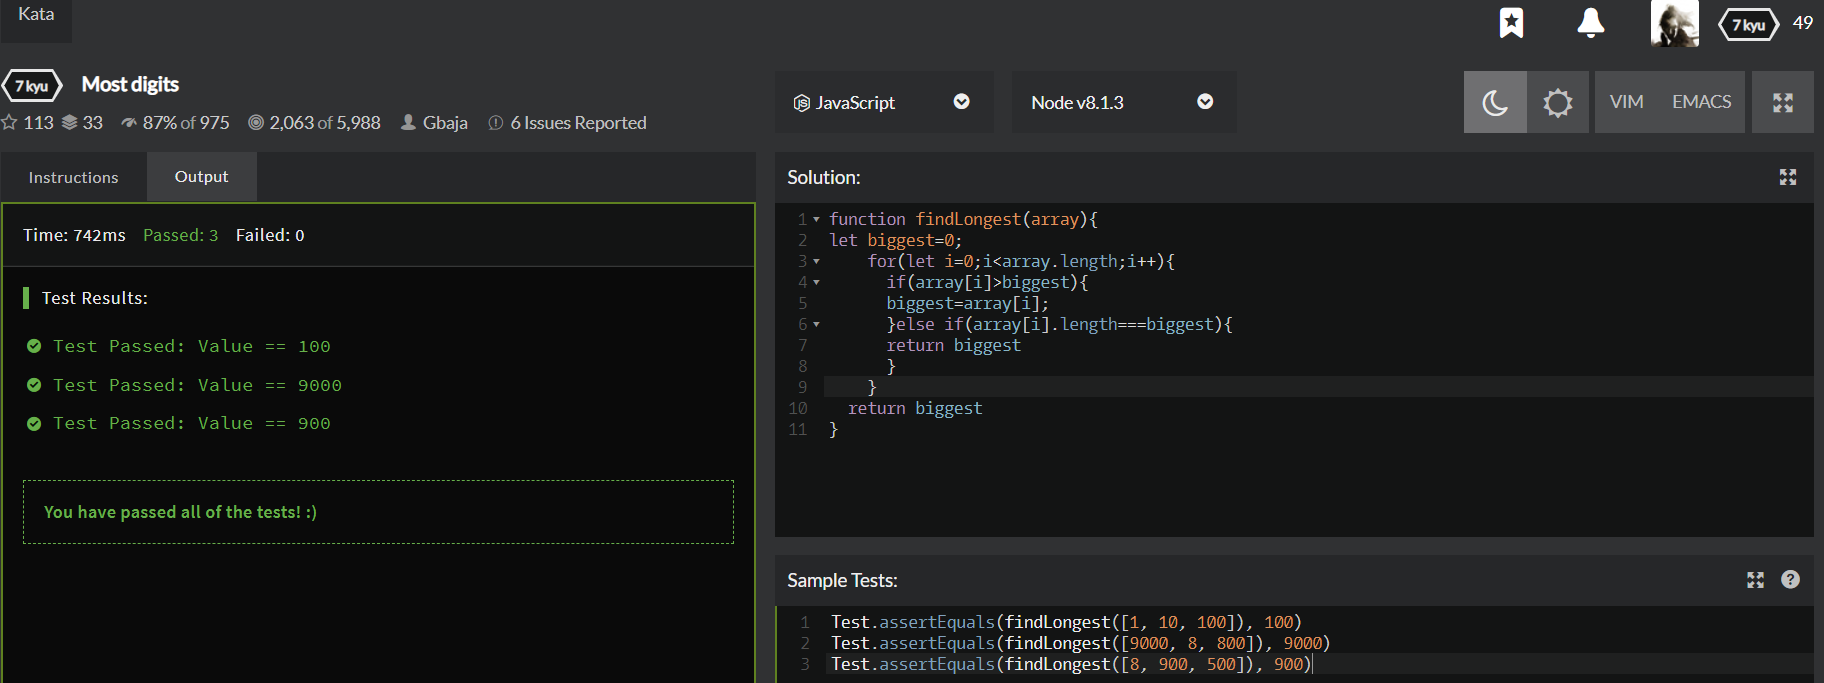 Kata
7 kyu
49
7 kyu Most digits
113 33 87% of 975 2,063 of 5,988 Gbaja 6 Issues Reported
JavaScript
Node v8.1.3
VIM EMACS
Instructions Output
Time: 742ms Passed: 3 Failed: 0
Test Results:
Test Passed: Value == 100
Test Passed: Value == 9000
Test Passed: Value == 900
You have passed all of the tests! :)
Solution:
1 function findLongest(array){
2 let biggest=0;
3 for(let i=0;i<array.length;i++){
4 if(array[i]>biggest){
5 biggest=array[i];
6 }else if(array[i].length===biggest){
7 return biggest
8 }
9 }
10 return biggest
11 }
Sample Tests:
?
1 Test.assertEquals(findLongest([1, 10, 100]), 100)
2 Test.assertEquals(findLongest([9000, 8, 800]), 9000)
3 Test.assertEquals(findLongest([8, 900, 500]), 900)